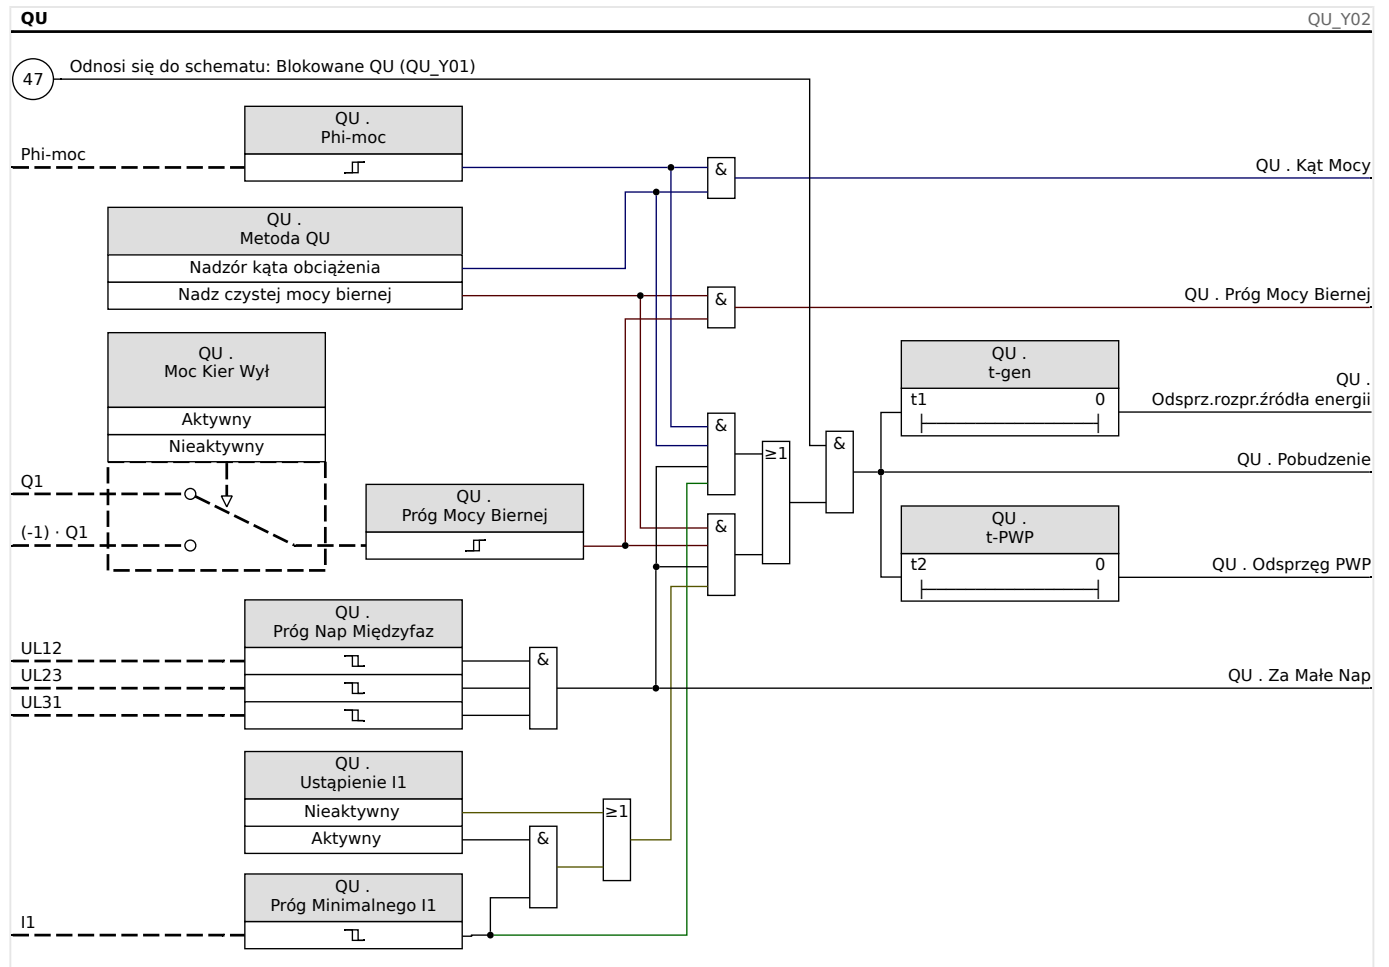 QU
QU_Y02
47
Odnosi się do schematu: Blokowane QU (QU_Y01)
QU .
Phi-moc
Phi-moc
&
QU . Kąt Mocy
QU .
Metoda QU
Nadzór kąta obciążenia
Nadz czystej mocy biernej
&
QU . Próg Mocy Biernej
QU .
Moc Kier Wył
Aktywny
Nieaktywny
QU .
t-gen
t1
0
QU .
Odsprz.rozpr.źródła energii
&
≥1
&
QU . Pobudzenie
Q1
QU .
Próg Mocy Biernej
(-1) · Q1
&
QU .
t-PWP
t2
0
QU . Odsprzęg PWP
QU .
Próg Nap Międzyfaz
UL12
UL23
UL31
&
QU . Za Małe Nap
QU .
Ustąpienie I1
Nieaktywny
Aktywny
≥1
&
QU .
Próg Minimalnego I1
I1